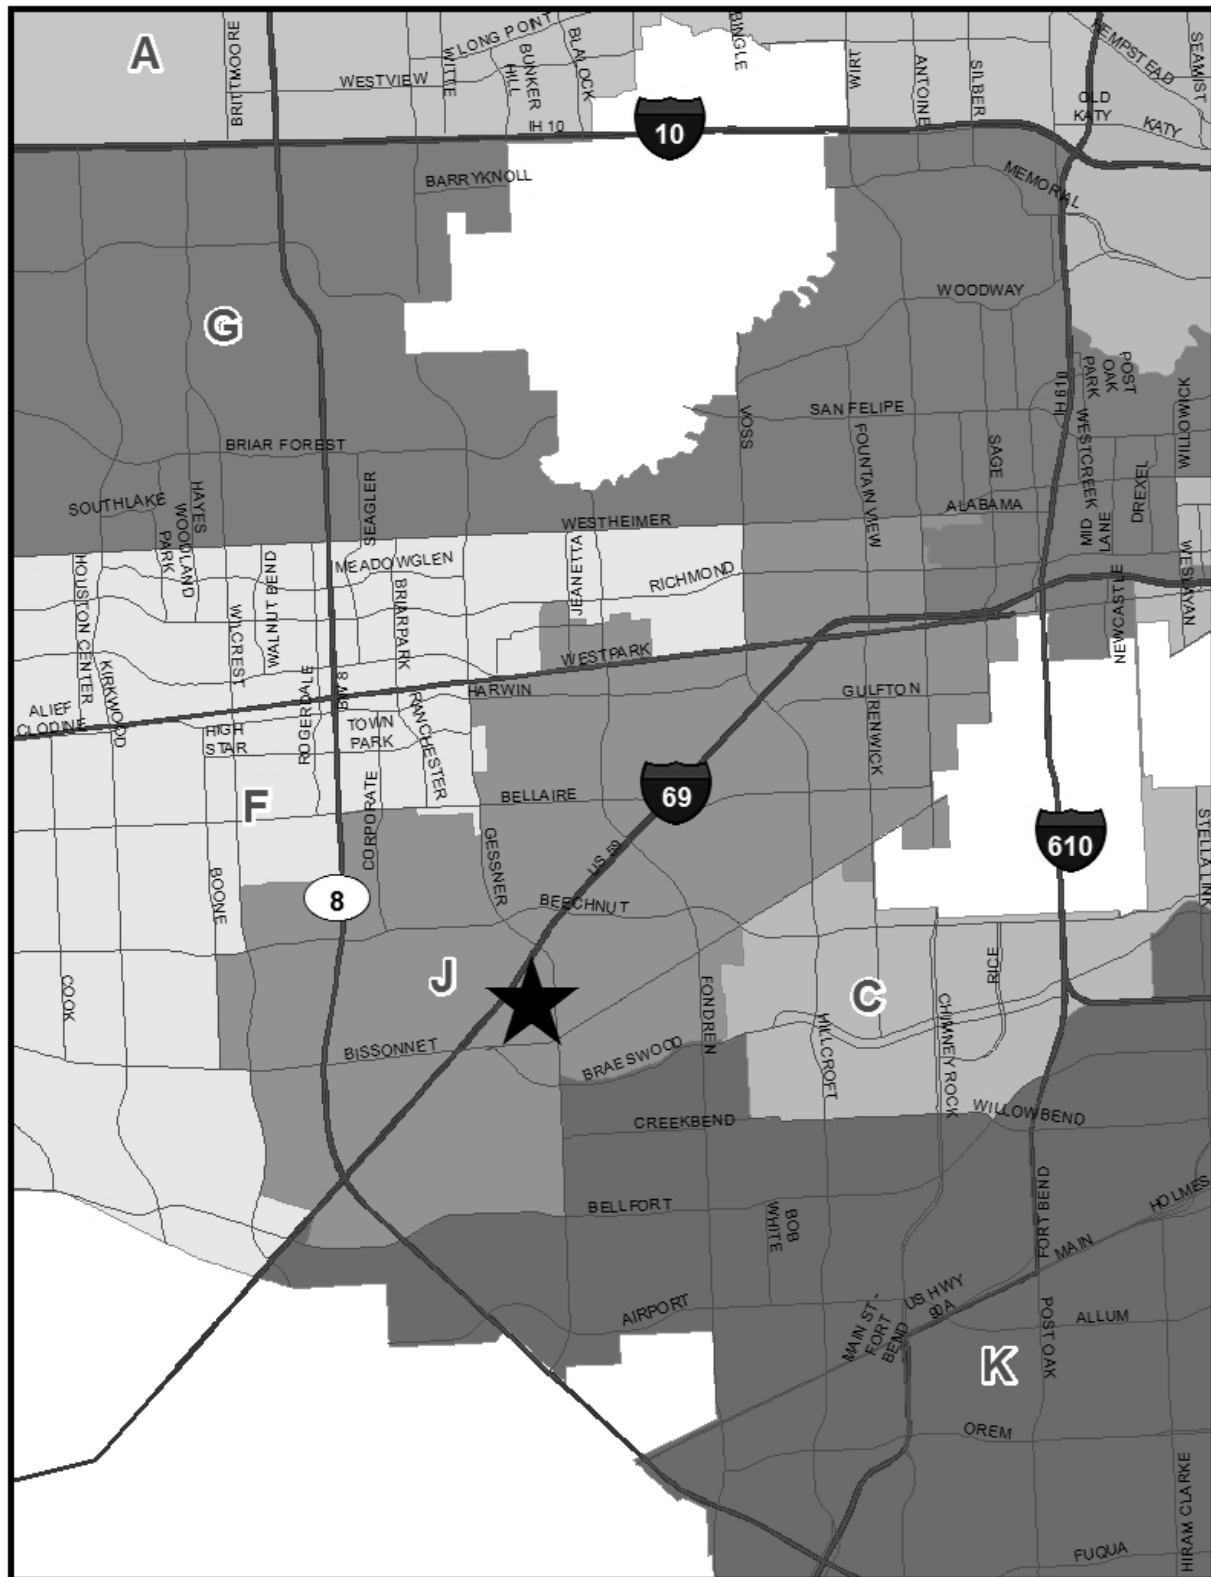 A
BRITTMORE
WESTVIEW
WITTE
LONG POINT
BUNKER
HILL
BLALOCK
BINGLE
WIRT
ANTOINE
SILBER
HEMPSTEAD
SEAMIST
OLD
KATY
KATY
IH 10
10
BARRYKNOLL
MEMORIAL
G
WOODWAY
POST
OAK
PARK
IH 610
WILLOWICK
VOSS
SAN FELIPE
FOUNTAIN VIEW
SAGE
WESTCREEK
DREXEL
BRIAR FOREST
SOUTHLAKE
HAYES
WOODLAND
PARK
SEAGLER
WESTHEIMER
ALABAMA
MID
LANE
HOUSTON CENTER
WALNUT BEND
MEADOWGLEN
BRIARPARK
JEANETTA
RICHMOND
NEWCASTLE
WESLAYAN
WILCREST
KIRKWOOD
ROGERDALE
BW 8
WESTPARK
HARWIN
GULFTON
RENWICK
ALIEF
CLODINE
HIGH
STAR
TOWN
PARK
RANCHESTER
F
CORPORATE
BELLAIRE
69
610
STELLA LINK
GESSNER
US 59
BOONE
8
BEECHNUT
J
C
COOK
FONDREN
RICE
CHIMNEY ROCK
HILLCROFT
BISSONNET
BRAESWOOD
CREEKBEND
WILLOWBEND
BELLFORT
BOB
WHITE
FORT BEND
HOLMES
MAIN
AIRPORT
US HWY
90A
MAIN ST -
FORT
BEND
POST OAK
ALLUM
K
OREM
HIRAM CLARKE
FUQUA